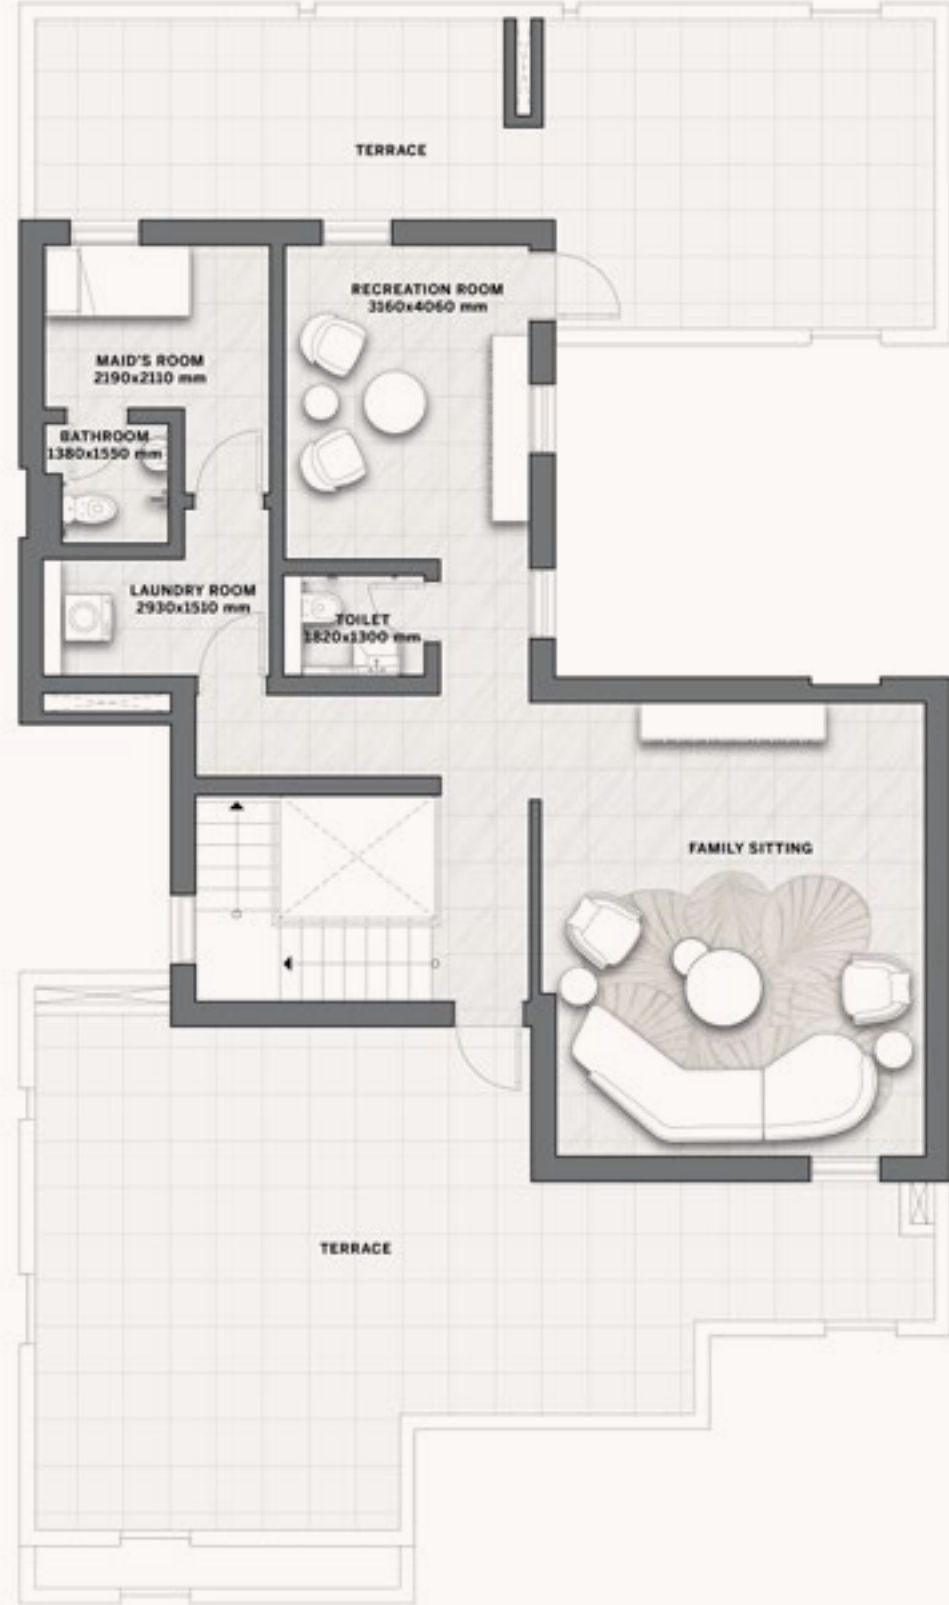 TERRACE
RECREATION ROOM
3160x4060 mm
MAID'S ROOM
2190x2110 mm
BATHROOM
1380x1550 mm
LAUNDRY ROOM
2930x1510 mm
TOILET
1820x1300 mm
FAMILY SITTING
TERRACE